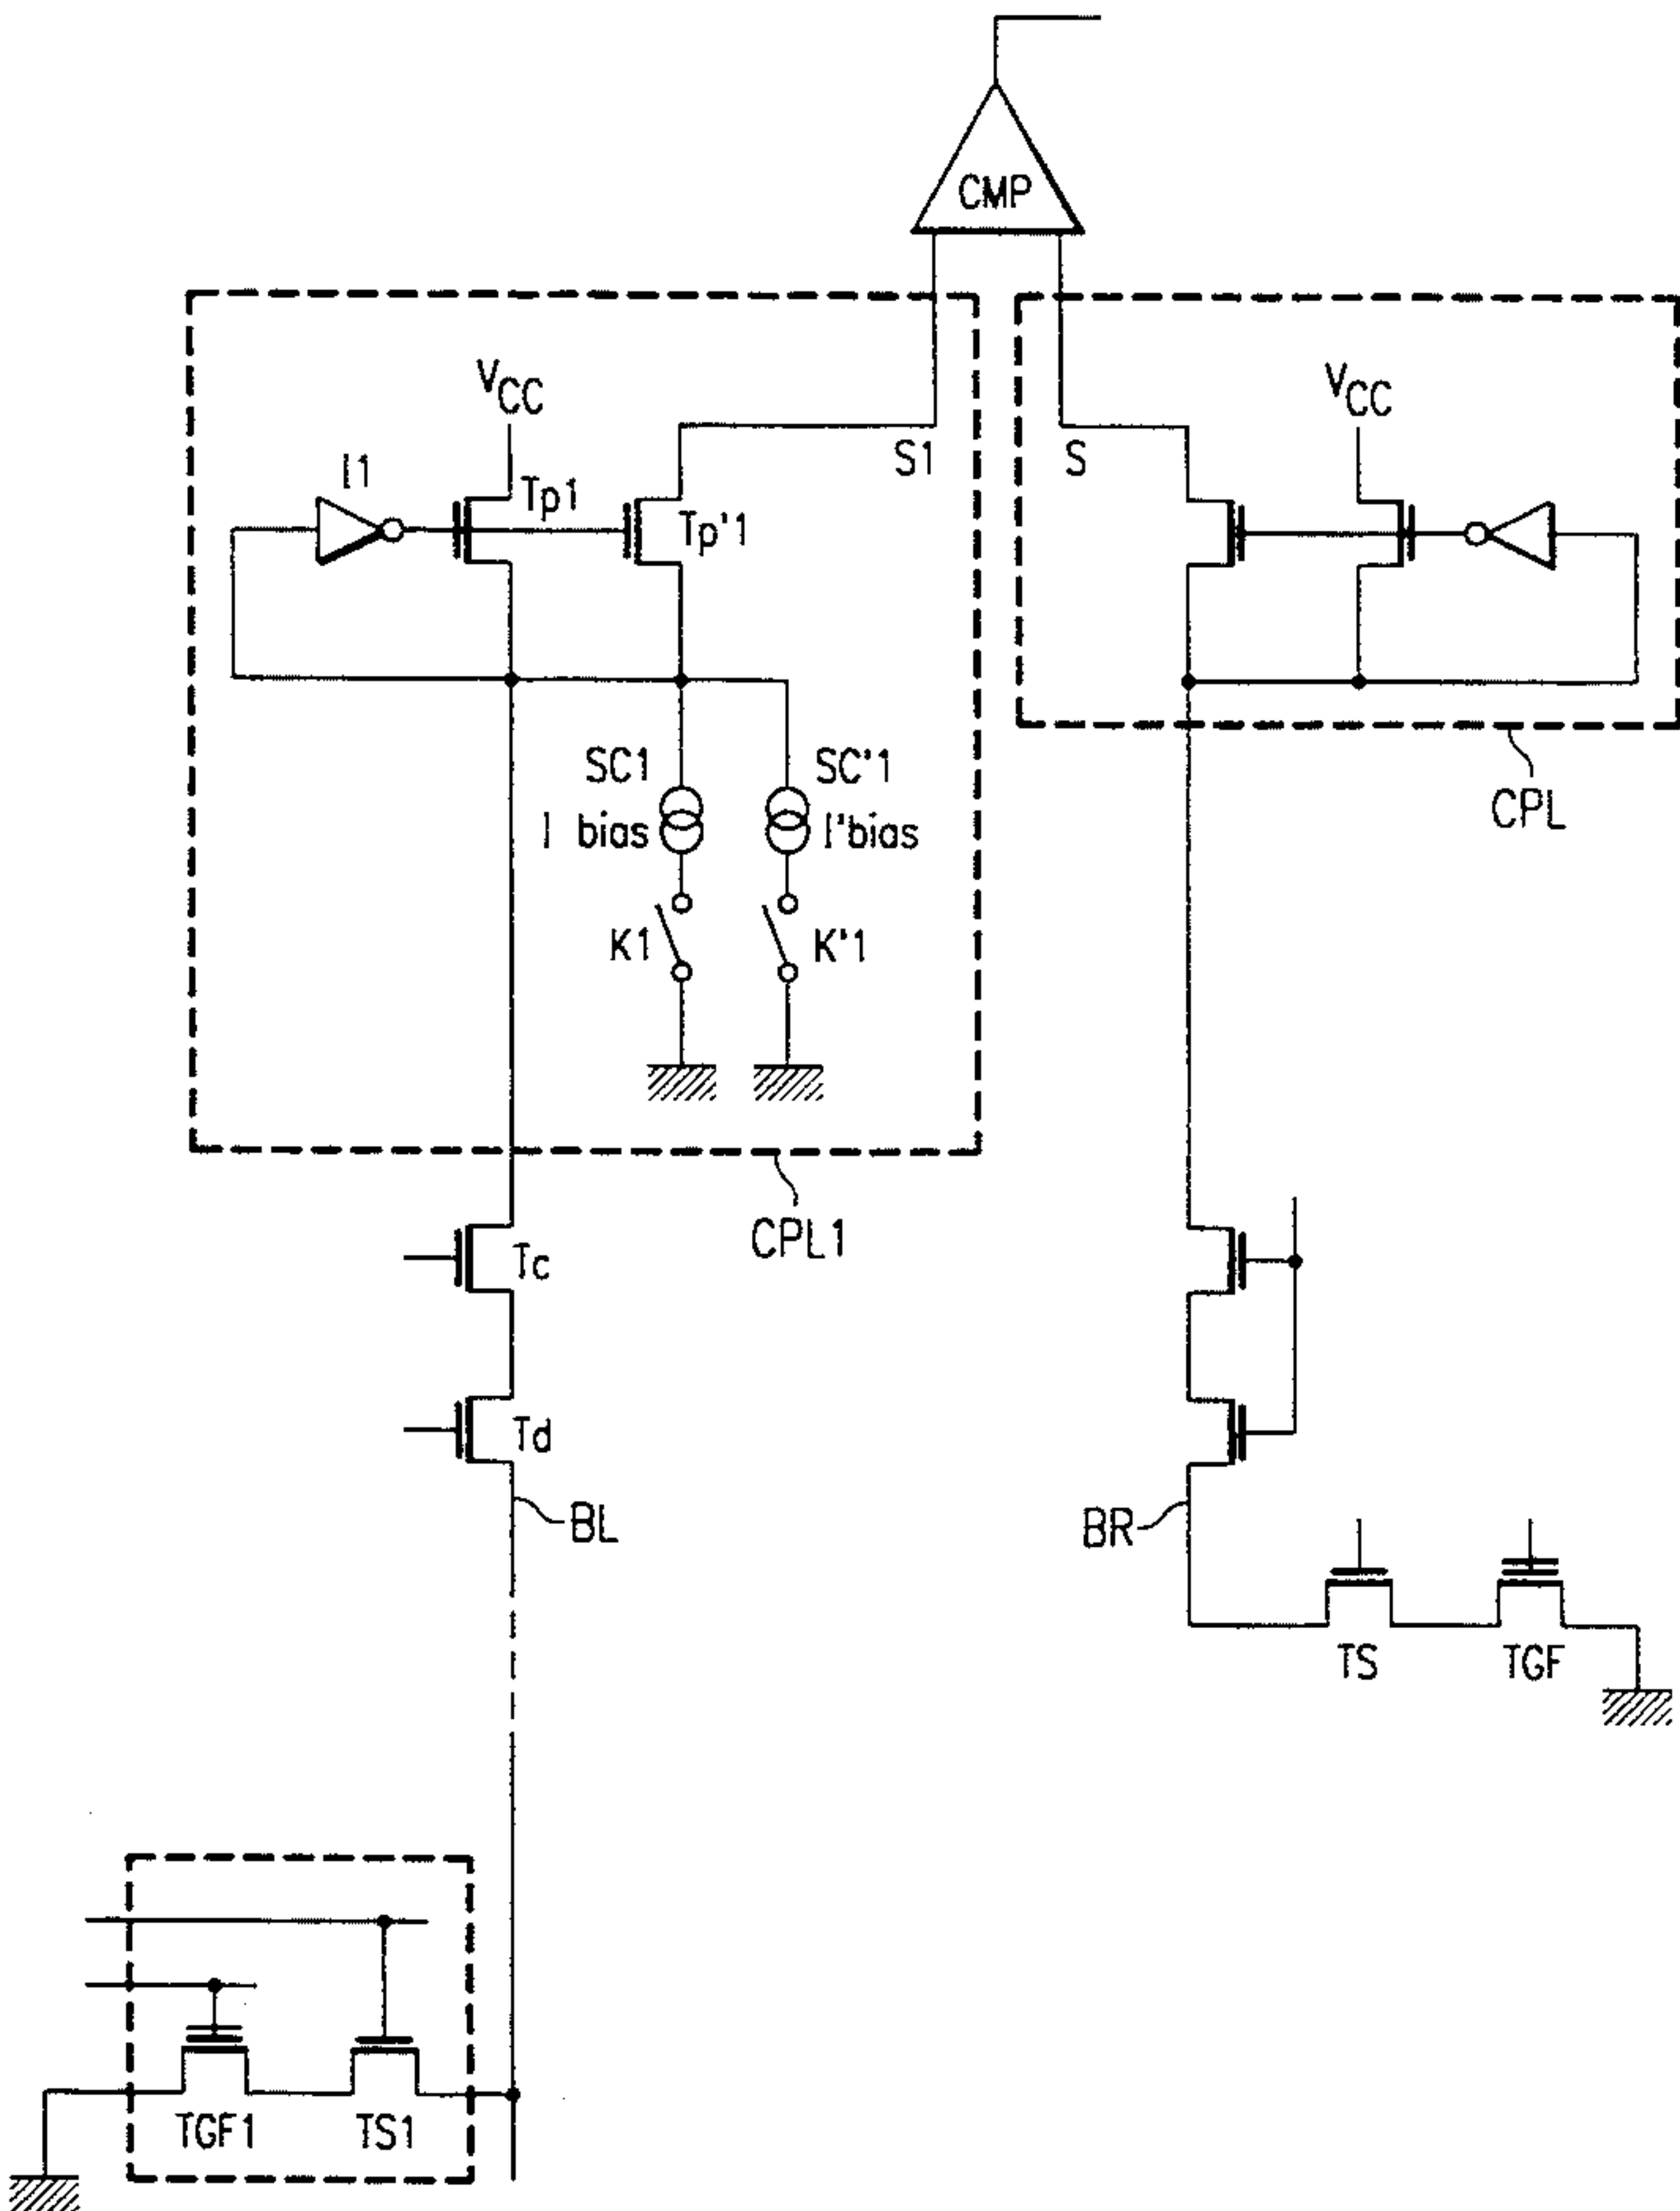 CMP
VCC
VCC
S1
S
I1
Tp1
Tp'1
SC1
SC'1
I bias
I'bias
CPL
K1
K'1
CPL1
Tc
Td
BL
BR
TS
TGF
TGF1
TS1